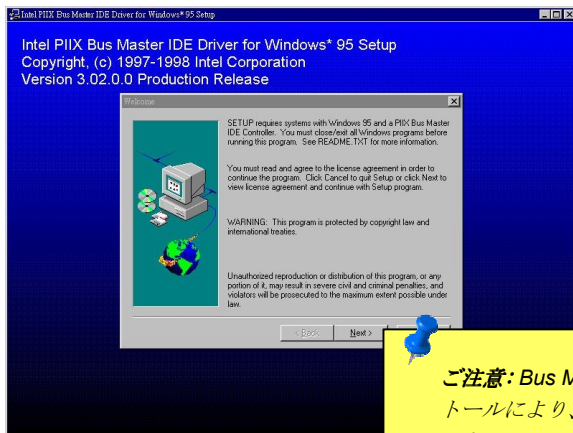 Intel PIIX Bus Master IDE Driver for Windows* 95 Setup
Intel PIIX Bus Master IDE Driver for Windows* 95 Setup
Copyright, (c) 1997-1998 Intel Corporation
Version 3.02.0.0 Production Release
Welcome
SETUP requires systems with Windows 95 and a PIIX Bus Master
IDE Controller. You must close/exit all Windows programs before
running this program. See README.TXT for more information.
You must read and agree to the license agreement in order to
continue the program. Click Cancel to quit Setup or click Next to
view license agreement and continue with Setup program.
WARNING: This program is protected by copyright law and
international treaties.
Unauthorized reproduction or distribution of this program, or any
portion of it, may result in severe civil and criminal penalties, and
violators will be prosecuted to the maximum extent possible under
law.
< Back
Next >
ご注意: Bus M
トールにより、